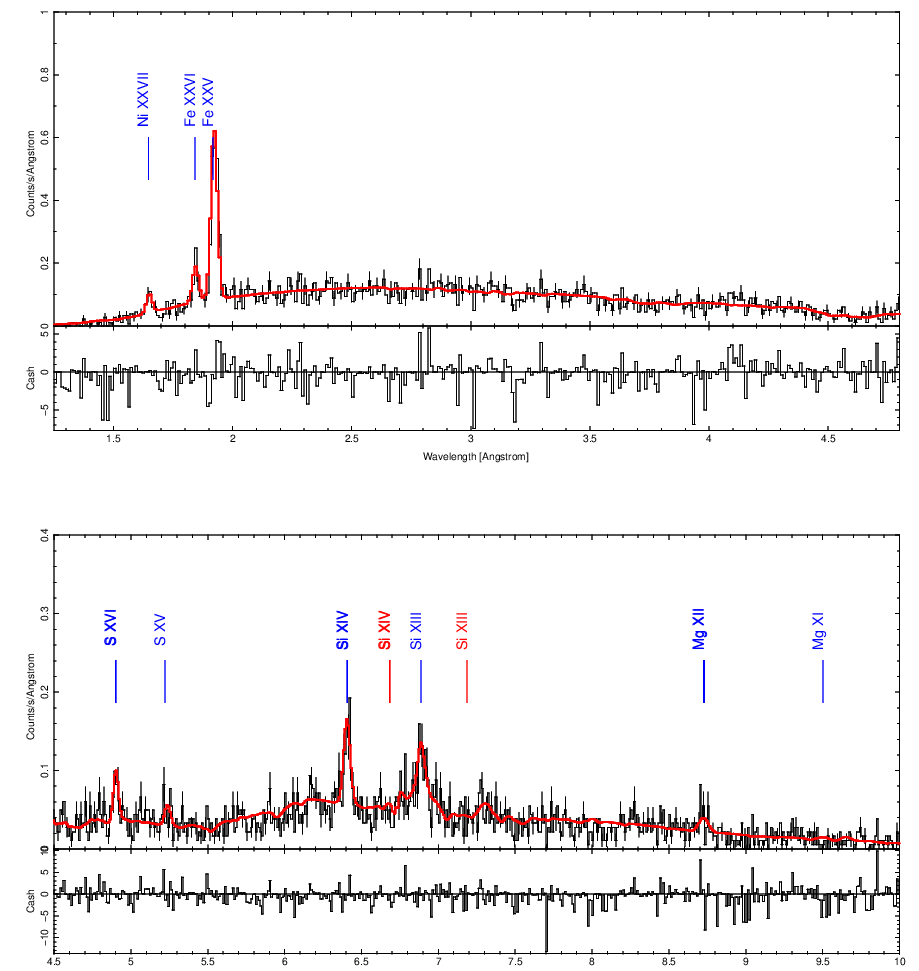 1
0.8
0.6
0.4
0.2
0
Counts/s/Angstrom
Ni XXVII
Fe XXVI
Fe XXV
5
0
−5
Cash
1.5 2 2.5 3 3.5 4 4.5
Wavelength [Angstrom]
0.4
0.3
0.2
0.1
Counts/s/Angstrom
S XVI
S XV
Si XIV
Si XIV
Si XIII
Si XIII
Mg XII
Mg XI
5
0
−5
−10
Cash
4.5 5 5.5 6 6.5 7 7.5 8 8.5 9 9.5 10